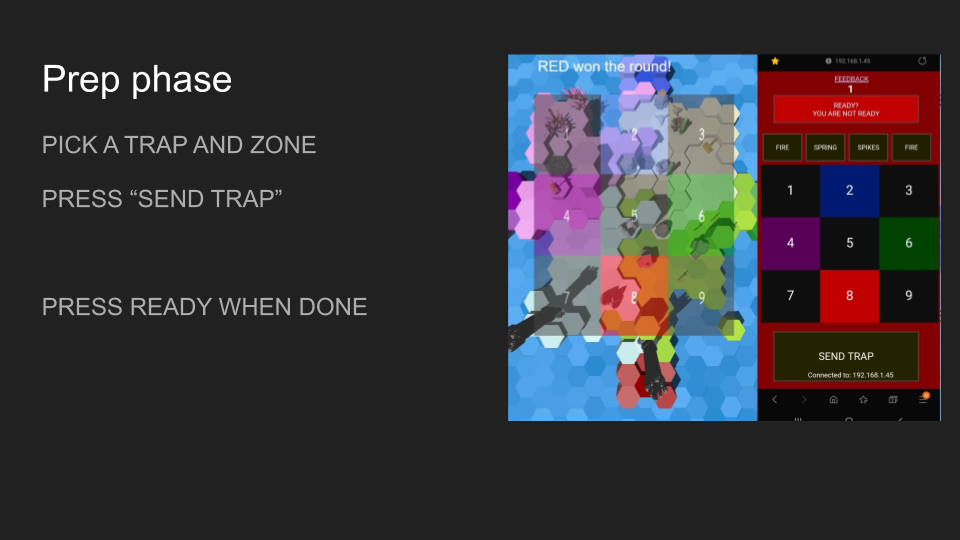 Prep phase
PICK A TRAP AND ZONE
PRESS “SEND TRAP”
PRESS READY WHEN DONE
RED won the round!
1 2 3
4 5 6
7 8 9
192.168.1.45
FEEDBACK
1
READY?
YOU ARE NOT READY
FIRE SPRING SPIKES FIRE
1 2 3
4 5 6
7 8 9
SEND TRAP
Connected to: 192.168.1.45